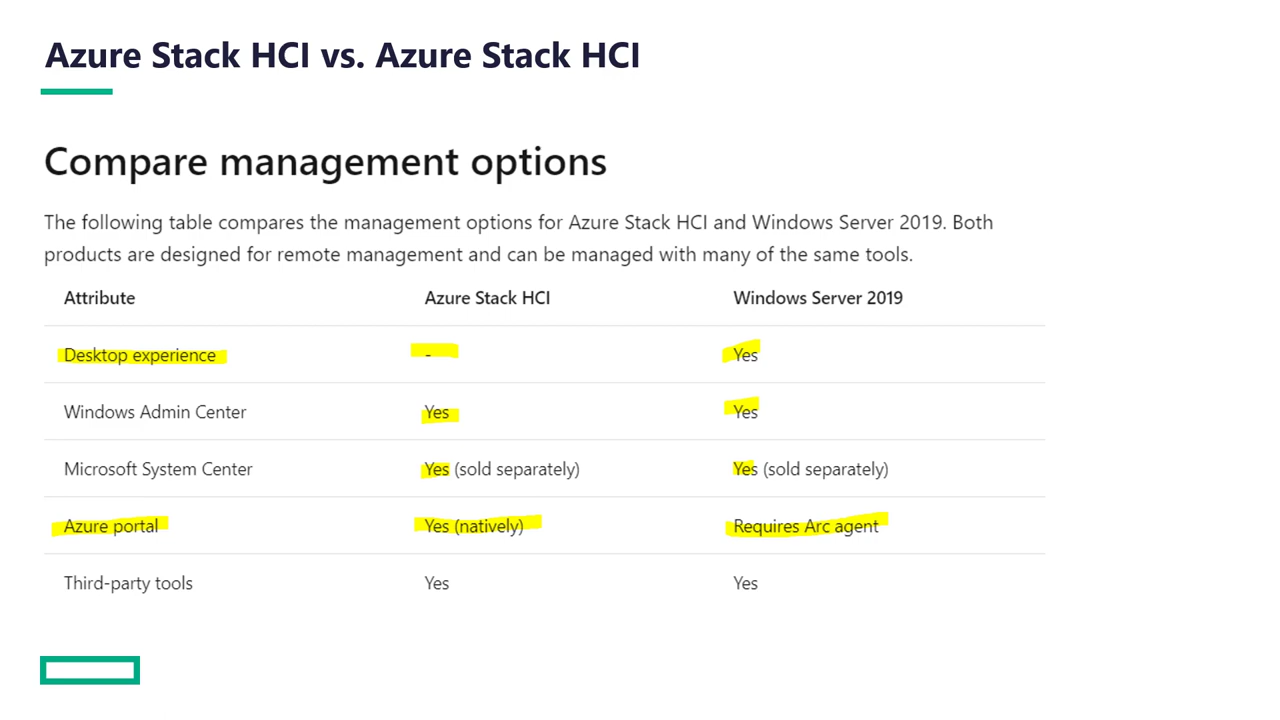 Azure Stack HCI vs. Azure Stack HCI
Compare management options
The following table compares the management options for Azure Stack HCI and Windows Server 2019. Both
products are designed for remote management and can be managed with many of the same tools.
Attribute Azure Stack HCI Windows Server 2019
Desktop experience - Yes
Windows Admin Center Yes Yes
Microsoft System Center Yes (sold separately) Yes (sold separately)
Azure portal Yes (natively) Requires Arc agent
Third-party tools Yes Yes